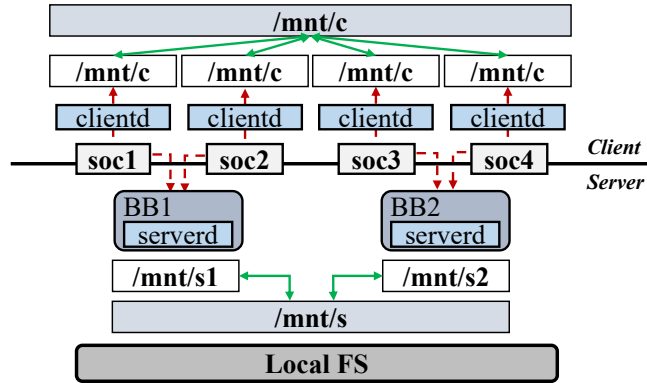 /mnt/c
/mnt/c /mnt/c /mnt/c /mnt/c
clientd clientd clientd clientd
soc1 soc2 soc3 soc4 Client
Server
BB1 BB2
serverd serverd
/mnt/s1 /mnt/s2
/mnt/s
Local FS